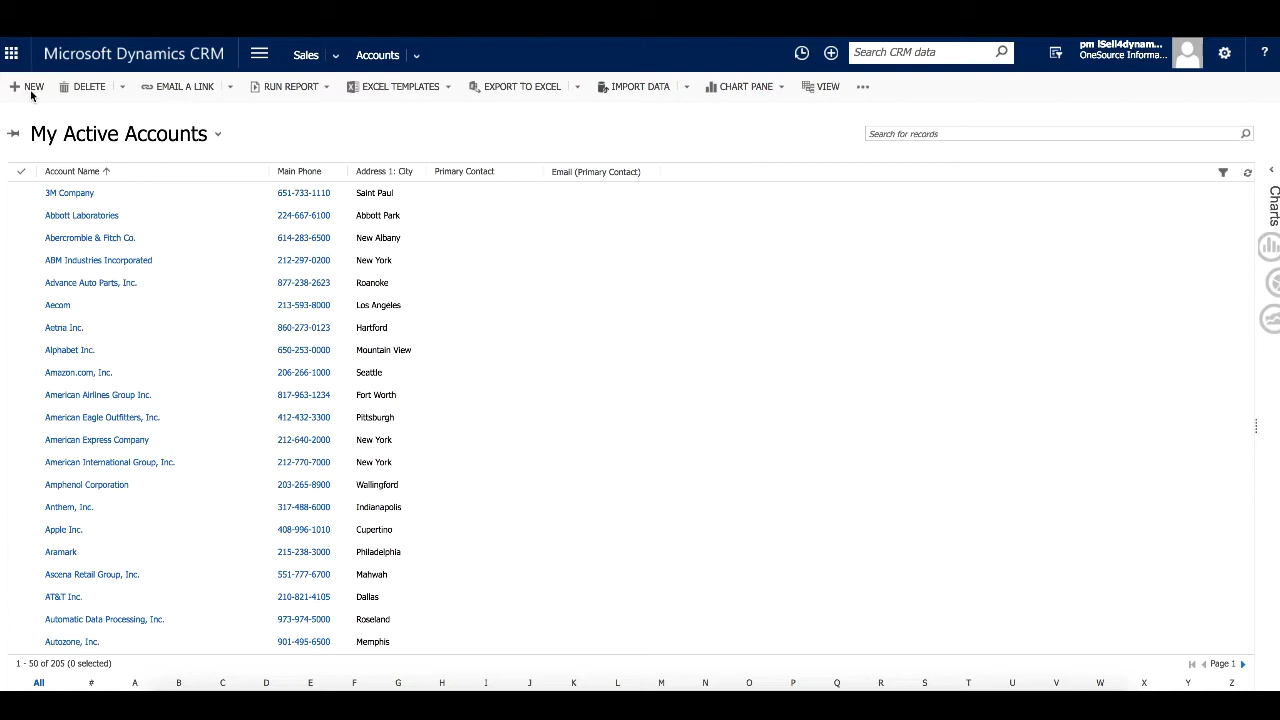 Microsoft Dynamics CRM Sales Accounts Search CRM data pm iSell4dynam...
OneSource Informa... ?
NEW DELETE EMAIL A LINK RUN REPORT EXCEL TEMPLATES EXPORT TO EXCEL IMPORT DATA CHART PANE VIEW •••
My Active Accounts Search for records
Account Name Main Phone Address 1: City Primary Contact Email (Primary Contact)
Charts
3M Company 651-733-1110 Saint Paul
Abbott Laboratories 224-667-6100 Abbott Park
Abercrombie & Fitch Co. 614-283-6500 New Albany
ABM Industries Incorporated 212-297-0200 New York
Advance Auto Parts, Inc. 877-238-2623 Roanoke
Aecom 213-593-8000 Los Angeles
Aetna Inc. 860-273-0123 Hartford
Alphabet Inc. 650-253-0000 Mountain View
Amazon.com, Inc. 206-266-1000 Seattle
American Airlines Group Inc. 817-963-1234 Fort Worth
American Eagle Outfitters, Inc. 412-432-3300 Pittsburgh
American Express Company 212-640-2000 New York
American International Group, Inc. 212-770-7000 New York
Amphenol Corporation 203-265-8900 Wallingford
Anthem, Inc. 317-488-6000 Indianapolis
Apple Inc. 408-996-1010 Cupertino
Aramark 215-238-3000 Philadelphia
Ascena Retail Group, Inc. 551-777-6700 Mahwah
AT&T Inc. 210-821-4105 Dallas
Automatic Data Processing, Inc. 973-974-5000 Roseland
Autozone, Inc. 901-495-6500 Memphis
1 - 50 of 205 (0 selected) Page 1
All # A B C D E F G H I J K L M N O P Q R S T U V W X Y Z